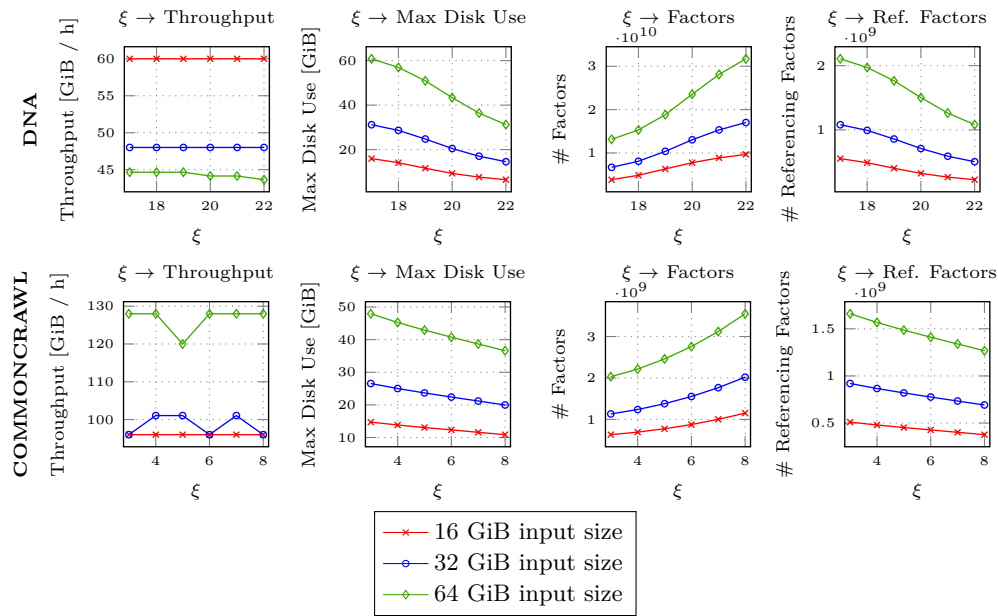 ξ → Throughput
ξ → Max Disk Use
ξ → Factors
ξ → Ref. Factors
DNA
Throughput [GiB / h]
60
55
50
45
18
20
22
ξ
Max Disk Use [GiB]
60
40
20
18
20
22
ξ
# Factors
·10^10
3
2
1
18
20
22
ξ
# Referencing Factors
·10^9
2
1
18
20
22
ξ
ξ → Throughput
ξ → Max Disk Use
ξ → Factors
ξ → Ref. Factors
COMMONCRAWL
Throughput [GiB / h]
130
120
110
100
4
6
8
ξ
Max Disk Use [GiB]
50
40
30
20
10
4
6
8
ξ
# Factors
·10^9
3
2
1
4
6
8
ξ
# Referencing Factors
·10^9
1.5
1
0.5
4
6
8
ξ
16 GiB input size
32 GiB input size
64 GiB input size